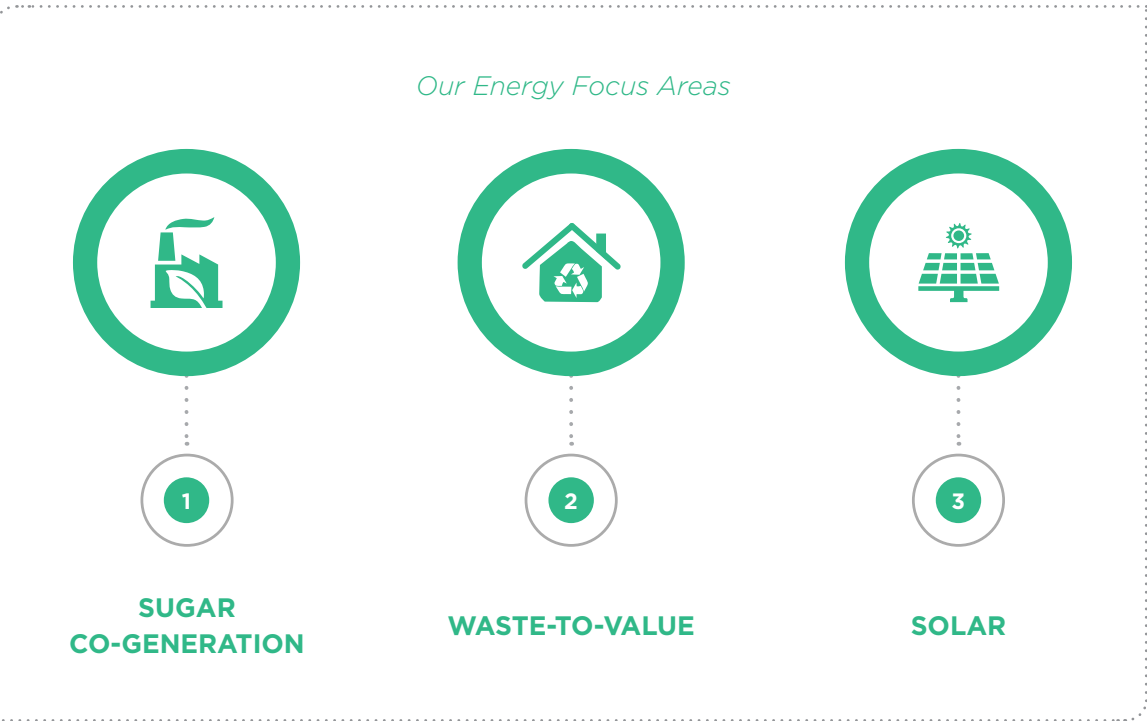 Our Energy Focus Areas
1
2
3
SUGAR
CO-GENERATION
WASTE-TO-VALUE
SOLAR